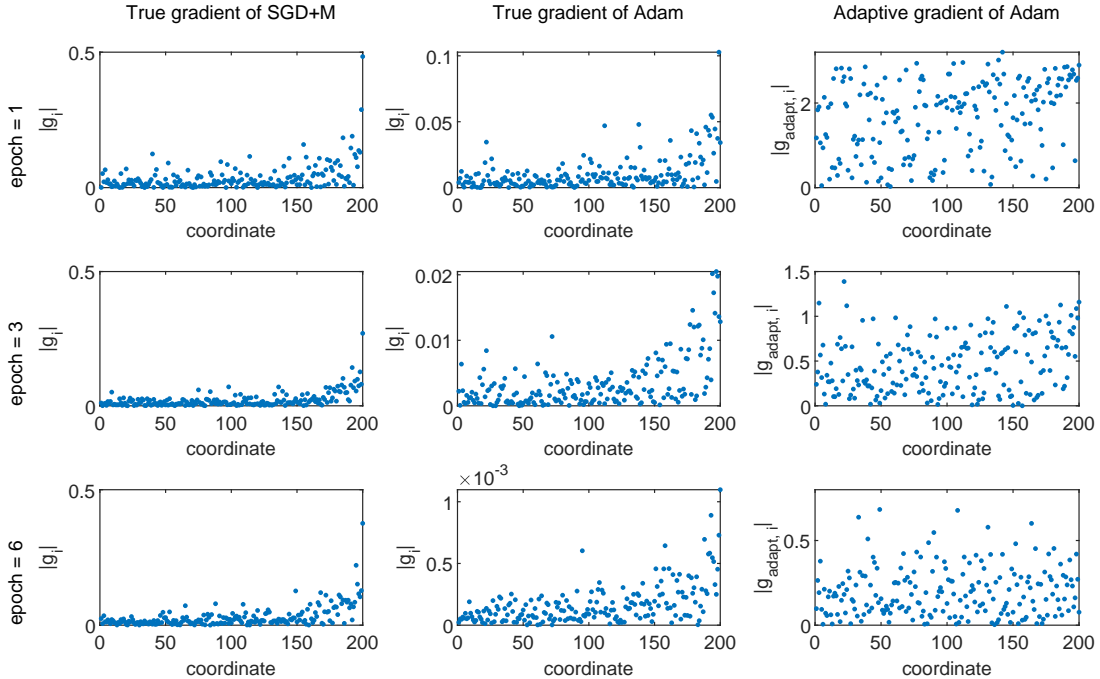 True gradient of SGD+M
True gradient of Adam
Adaptive gradient of Adam
epoch = 1
|g_i|
0.5
0
0 50 100 150 200
coordinate
|g_i|
0.1
0.05
0
0 50 100 150 200
coordinate
|g_adapt, i|
2
0
0 50 100 150 200
coordinate
epoch = 3
|g_i|
0.5
0
0 50 100 150 200
coordinate
|g_i|
0.02
0.01
0
0 50 100 150 200
coordinate
|g_adapt, i|
1.5
1
0.5
0
0 50 100 150 200
coordinate
epoch = 6
|g_i|
0.5
0
0 50 100 150 200
coordinate
×10^-3
|g_i|
1
0
0 50 100 150 200
coordinate
|g_adapt, i|
0.5
0
0 50 100 150 200
coordinate